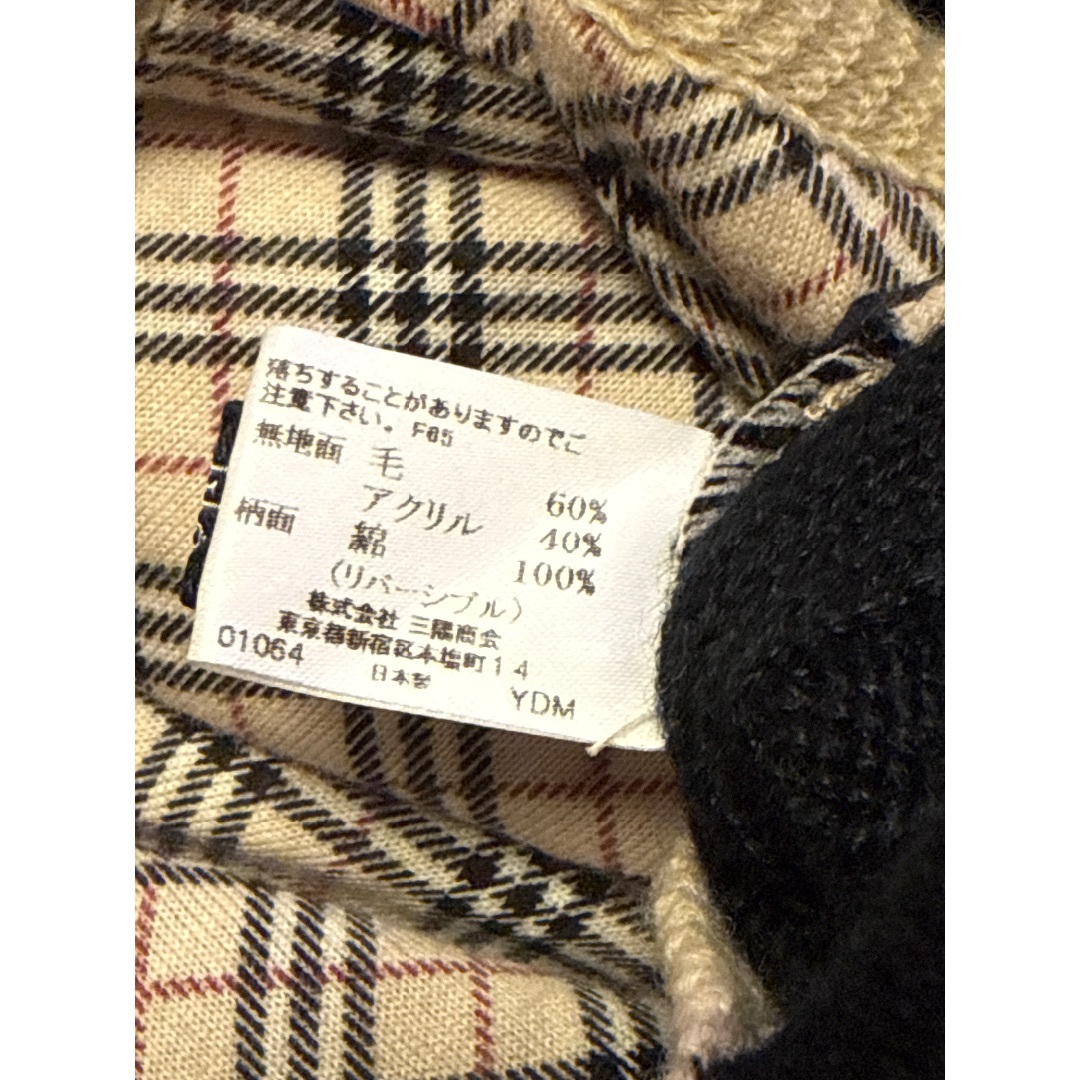 落ちすることがありますのでご
注意下さい。F05
無地面 毛 60%
アクリル 40%
柄面 綿 100%
(リバーシブル)
株式会社 三陽商会
東京都新宿区本塩町14
01064 日本製 YDM